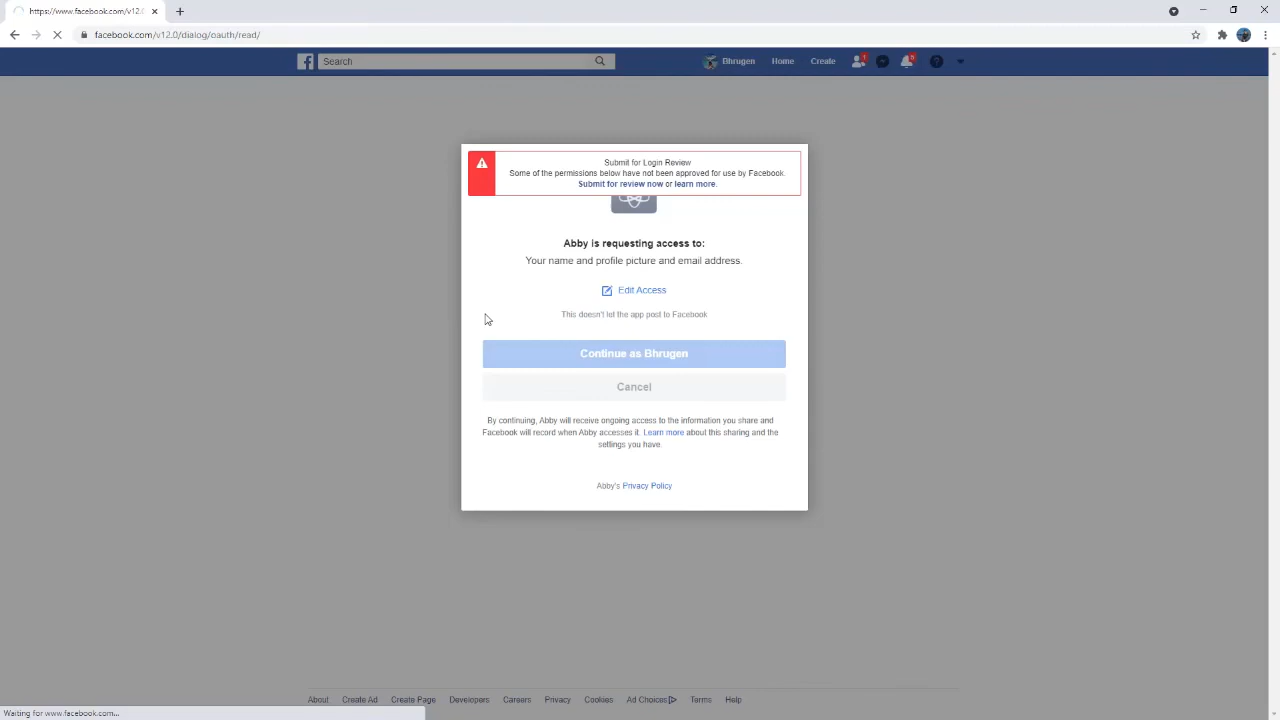 https://www.facebook.com/v12.0
facebook.com/v12.0/dialog/oauth/read/
Search
Bhrugen
Home
Create
1
5
Submit for Login Review
Some of the permissions below have not been approved for use by Facebook.
Submit for review now or learn more.
Abby is requesting access to:
Your name and profile picture and email address.
Edit Access
This doesn't let the app post to Facebook
Continue as Bhrugen
Cancel
By continuing, Abby will receive ongoing access to the information you share and
Facebook will record when Abby accesses it. Learn more about this sharing and the
settings you have.
Abby's Privacy Policy
About Create Ad Create Page Developers Careers Privacy Cookies Ad Choices Terms Help
Waiting for www.facebook.com...